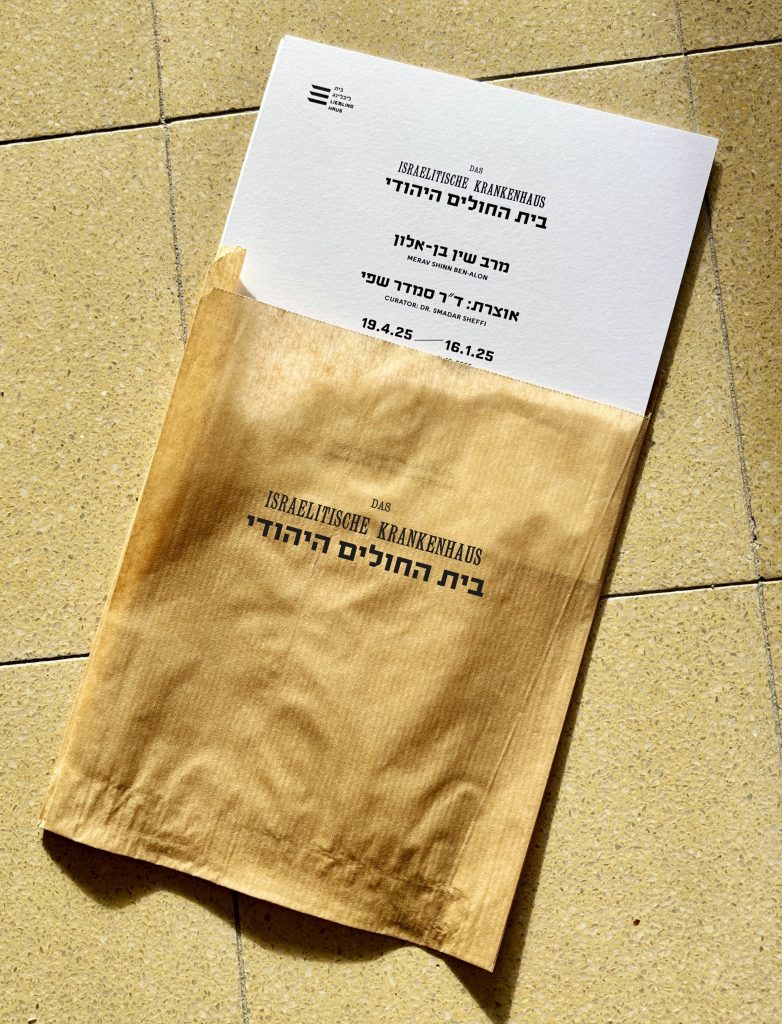 בית
ליבלינג
LIEBLING
HAUS
DAS
ISRAELITISCHE KRANKENHAUS
בית החולים היהודי
מרב שין בן-אלון
MERAV SHINN BEN-ALON
אוצרת: ד״ר סמדר שפי
CURATOR: DR. SMADAR SHEFFI
19.4.25 — 16.1.25
DAS
ISRAELITISCHE KRANKENHAUS
בית החולים היהודי